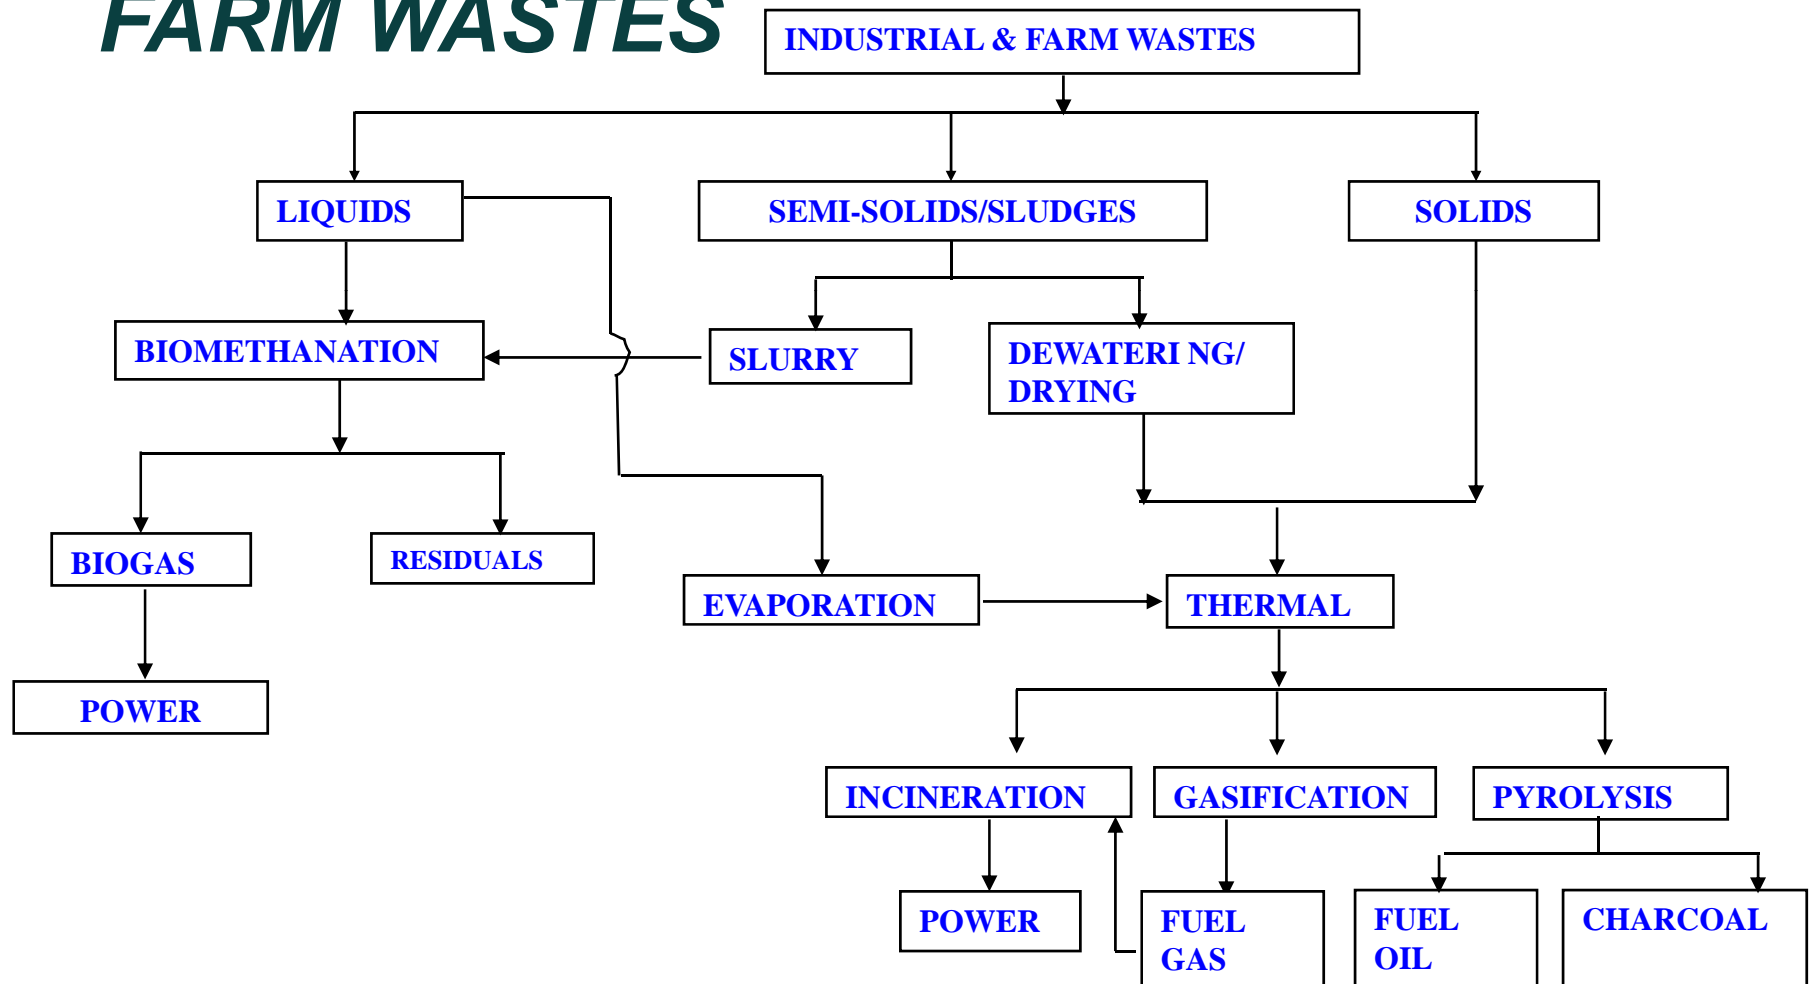 FARM WASTES
INDUSTRIAL & FARM WASTES
LIQUIDS
SEMI-SOLIDS/SLUDGES
SOLIDS
BIOMETHANATION
SLURRY
DEWATERI NG/
DRYING
BIOGAS
RESIDUALS
EVAPORATION
THERMAL
POWER
INCINERATION
GASIFICATION
PYROLYSIS
POWER
FUEL
GAS
FUEL
OIL
CHARCOAL